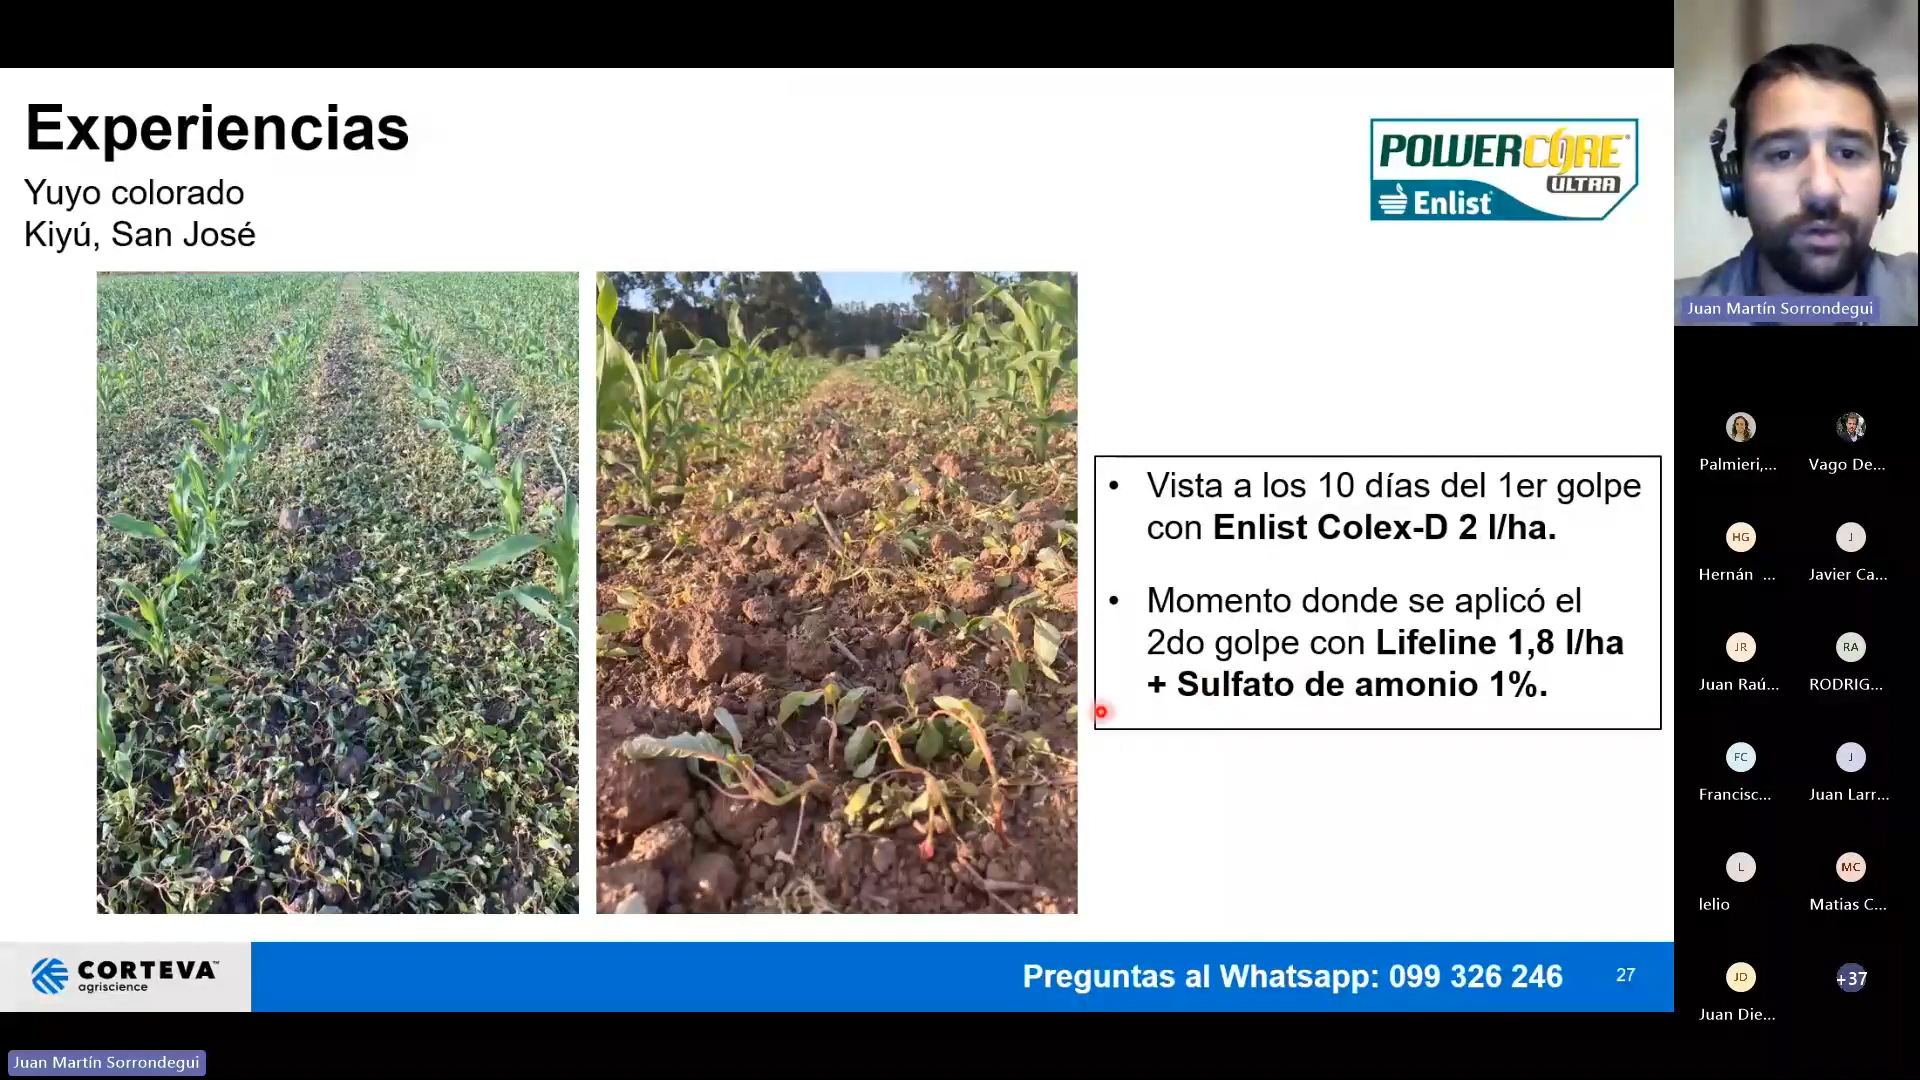 Experiencias
Yuyo colorado
Kiyú, San José
POWERCORE
ULTRA
Enlist
• Vista a los 10 días del 1er golpe
con Enlist Colex-D 2 l/ha.
• Momento donde se aplicó el
2do golpe con Lifeline 1,8 l/ha
+ Sulfato de amonio 1%.
CORTEVA™
agriscience
Preguntas al Whatsapp: 099 326 246
27
Juan Martín Sorrondegui
Juan Martín Sorrondegui
Palmieri,...
Vago De...
HG
J
Hernán ...
Javier Ca...
JR
RA
Juan Raú...
RODRIG...
FC
J
Francisc...
Juan Larr...
L
MC
lelio
Matias C...
JD
+37
Juan Die...